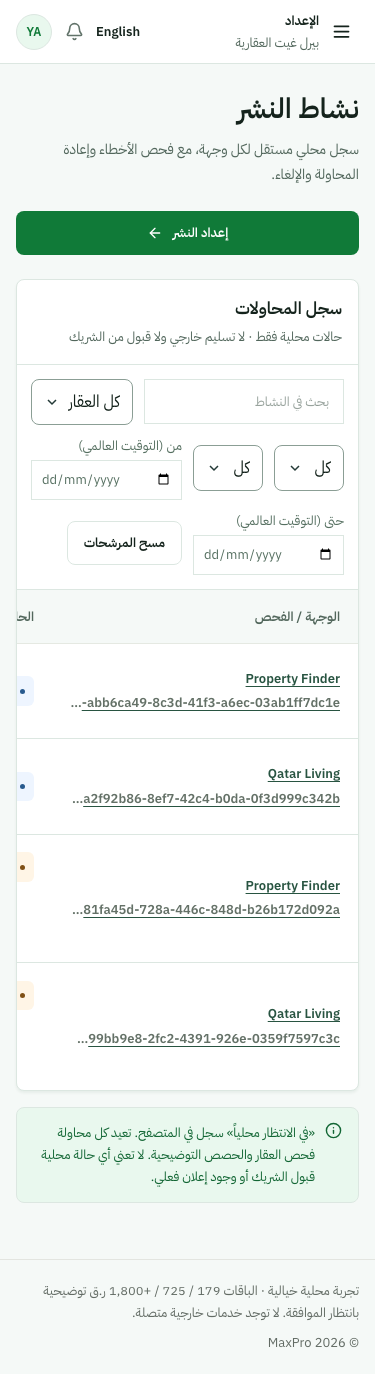 الإعداد
بيرل غيت العقارية
English
YA
نشاط النشر
سجل محلي مستقل لكل وجهة، مع فحص الأخطاء وإعادة
المحاولة والإلغاء.
إعداد النشر
سجل المحاولات
حالات محلية فقط · لا تسليم خارجي ولا قبول من الشريك
بحث في النشاط
كل العقار
كل
كل
من (التوقيت العالمي)
dd/mm/yyyy
حتى (التوقيت العالمي)
dd/mm/yyyy
مسح المرشحات
الوجهة / الفحص
الحا
Property Finder
abb6ca49-8c3d-41f3-a6ec-03ab1ff7dc1e-...
Qatar Living
a2f92b86-8ef7-42c4-b0da-0f3d999c342b...
Property Finder
81fa45d-728a-446c-848d-b26b172d092a...
Qatar Living
99bb9e8-2fc2-4391-926e-0359f7597c3c...
«في الانتظار محلياً» سجل في المتصفح. تعيد كل محاولة
فحص العقار والحصص التوضيحية. لا تعني أي حالة محلية
قبول الشريك أو وجود إعلان فعلي.
تجربة محلية خيالية · الباقات 179 / 725 / +1,800 ر.ق توضيحية
بانتظار الموافقة. لا توجد خدمات خارجية متصلة.
© 2026 MaxPro